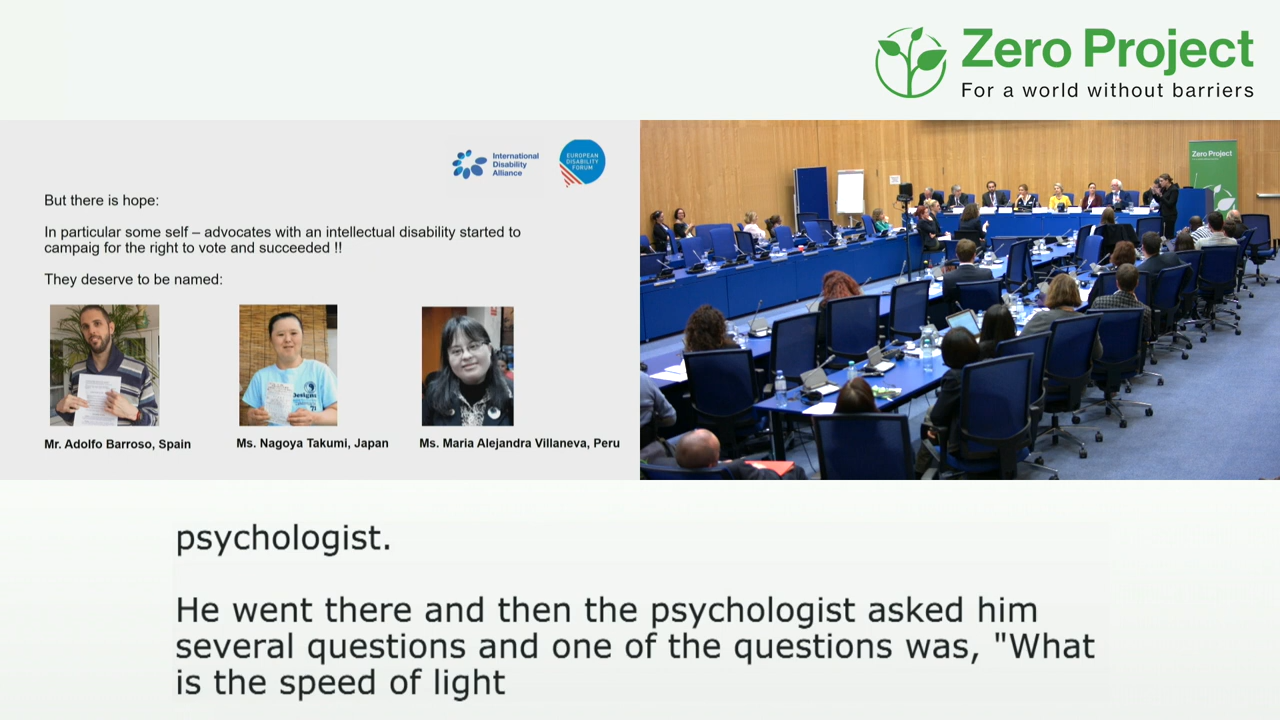 Zero Project
For a world without barriers
International
Disability
Alliance
EUROPEAN
DISABILITY
FORUM
But there is hope:
In particular some self – advocates with an intellectual disability started to
campaig for the right to vote and succeeded !!
They deserve to be named:
Mr. Adolfo Barroso, Spain
Ms. Nagoya Takumi, Japan
Ms. Maria Alejandra Villaneva, Peru
Zero Project
psychologist.
He went there and then the psychologist asked him
several questions and one of the questions was, "What
is the speed of light